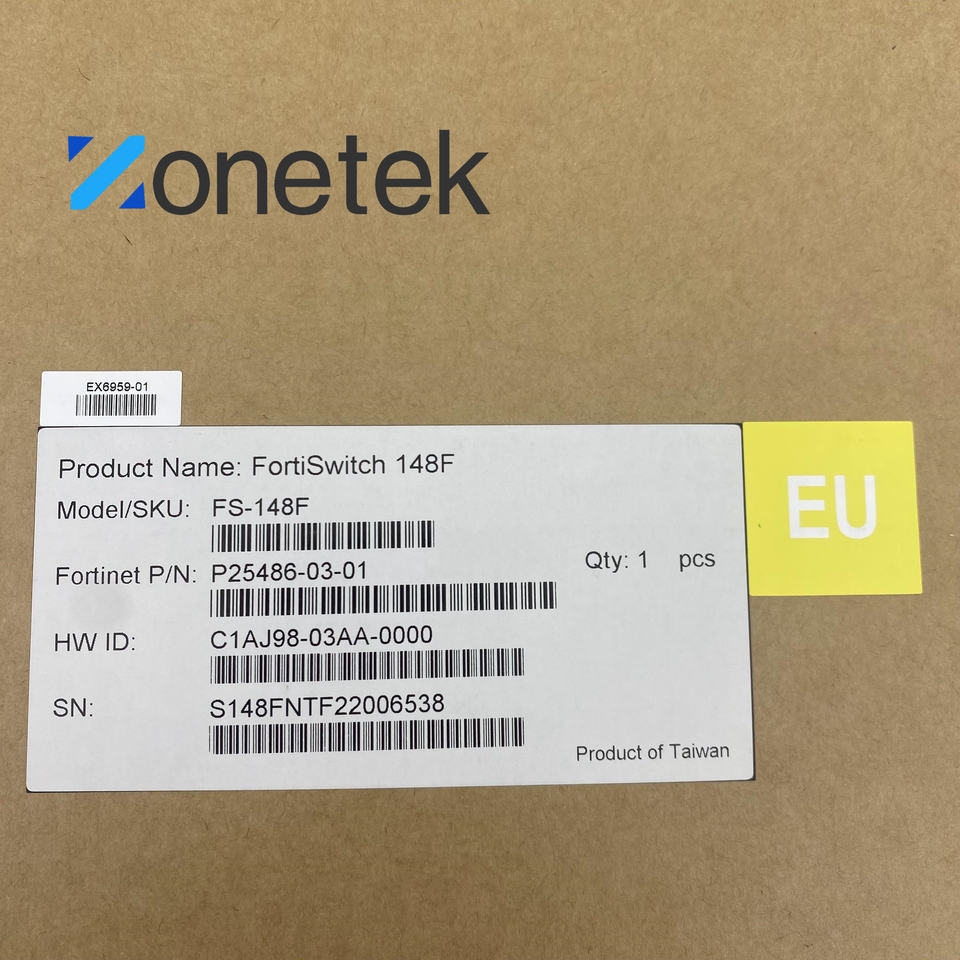 Zonetek
EX6959-01
Product Name: FortiSwitch 148F
Model/SKU: FS-148F
Fortinet P/N: P25486-03-01
Qty: 1 pcs
HW ID: C1AJ98-03AA-0000
SN: S148FNTF22006538
Product of Taiwan
EU